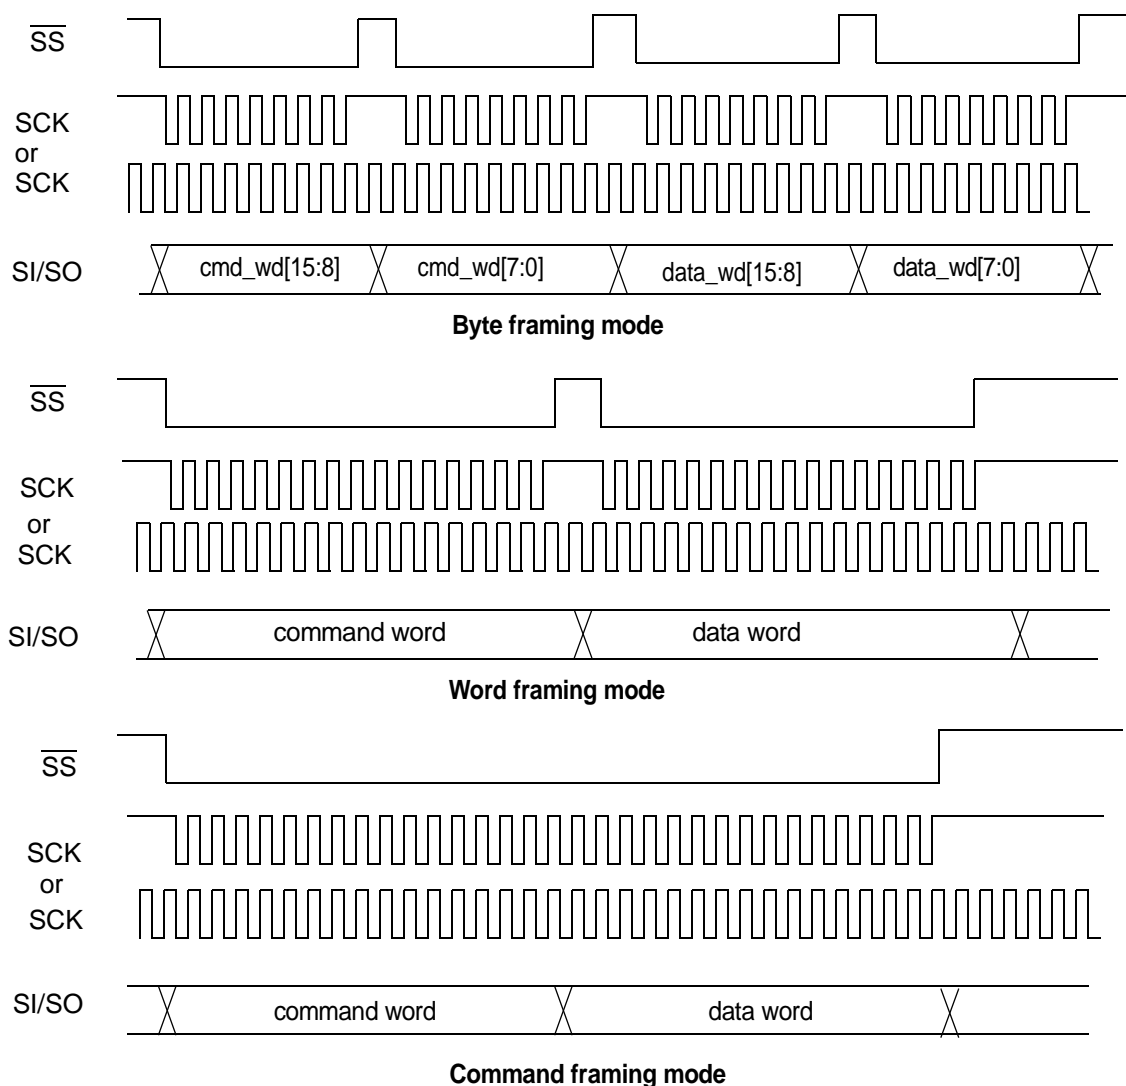 SS
SCK
or
SCK
SI/SO
cmd_wd[15:8] cmd_wd[7:0] data_wd[15:8] data_wd[7:0]
Byte framing mode
SS
SCK
or
SCK
SI/SO
command word data word
Word framing mode
SS
SCK
or
SCK
SI/SO
command word data word
Command framing mode